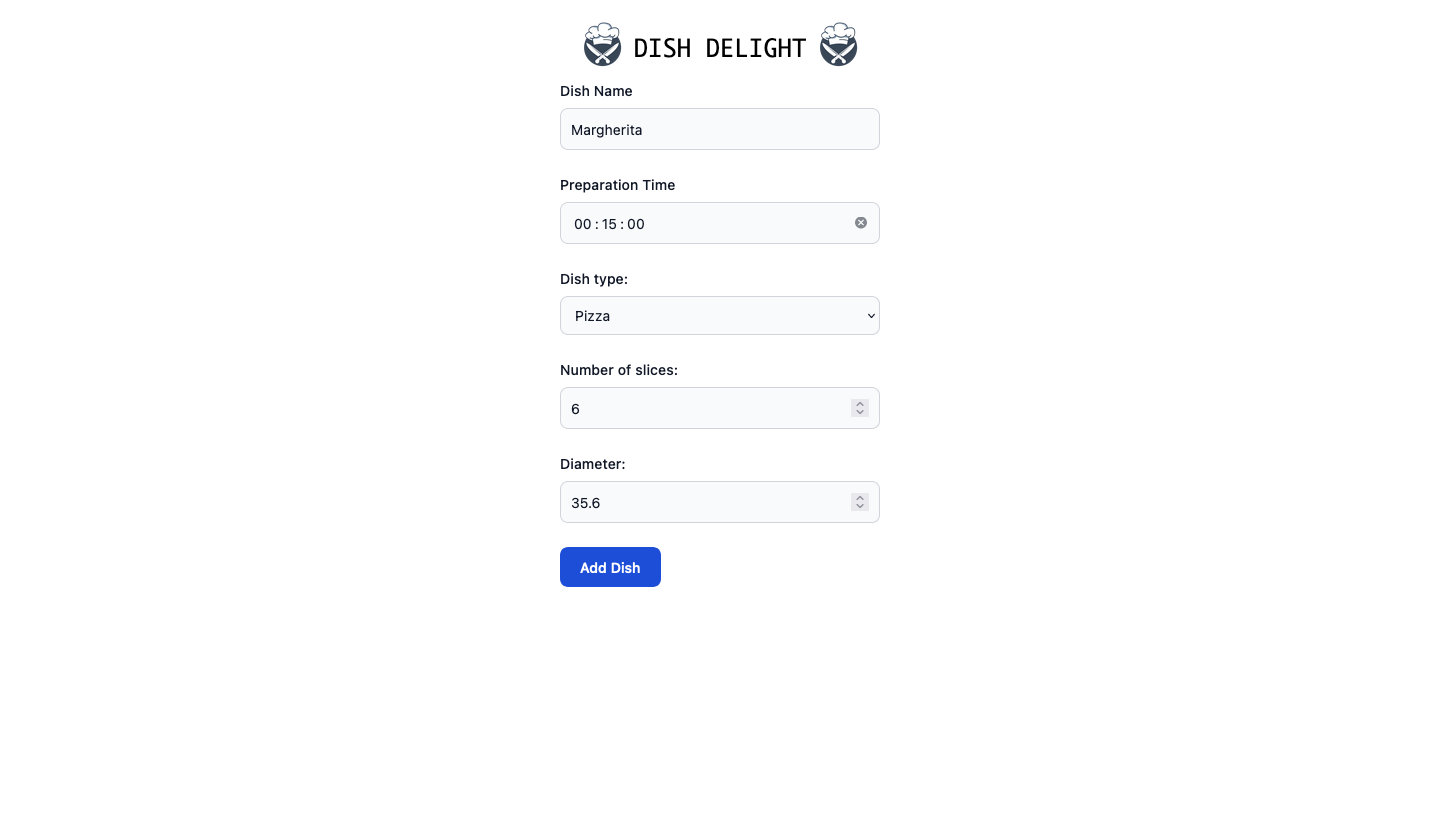 DISH DELIGHT
Dish Name
Margherita
Preparation Time
00 : 15 : 00
Dish type:
Pizza
Number of slices:
6
Diameter:
35.6
Add Dish